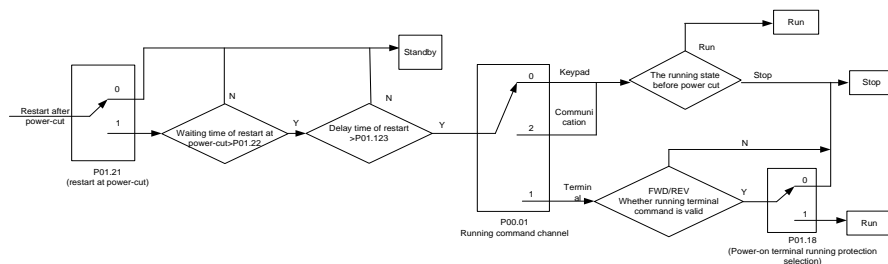 Run
Run
Standby
0
Keypad
0
The running state
before power cut
Stop
Stop
Restart after
power-cut
N
N
Communi
cation
1
Waiting time of restart at
power-cut>P01.22
Y
Delay time of restart
>P01.123
Y
2
N
P01.21
(restart at power-cut)
1
Termin
al
FWD/REV
Whether running terminal
command is valid
Y
0
1
Run
P00.01
Running command channel
P01.18
(Power-on terminal running protection
selection)